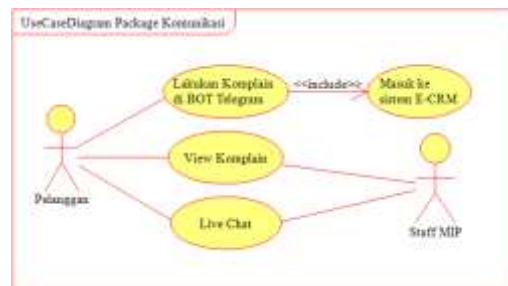 UseCaseDiagram Package Komunikasi
Lakukan Komplain
di BOT Telegram
<<include>>
Masuk ke
sistem E-CRM
View Komplain
Pelanggan
Live Chat
Staff MIP